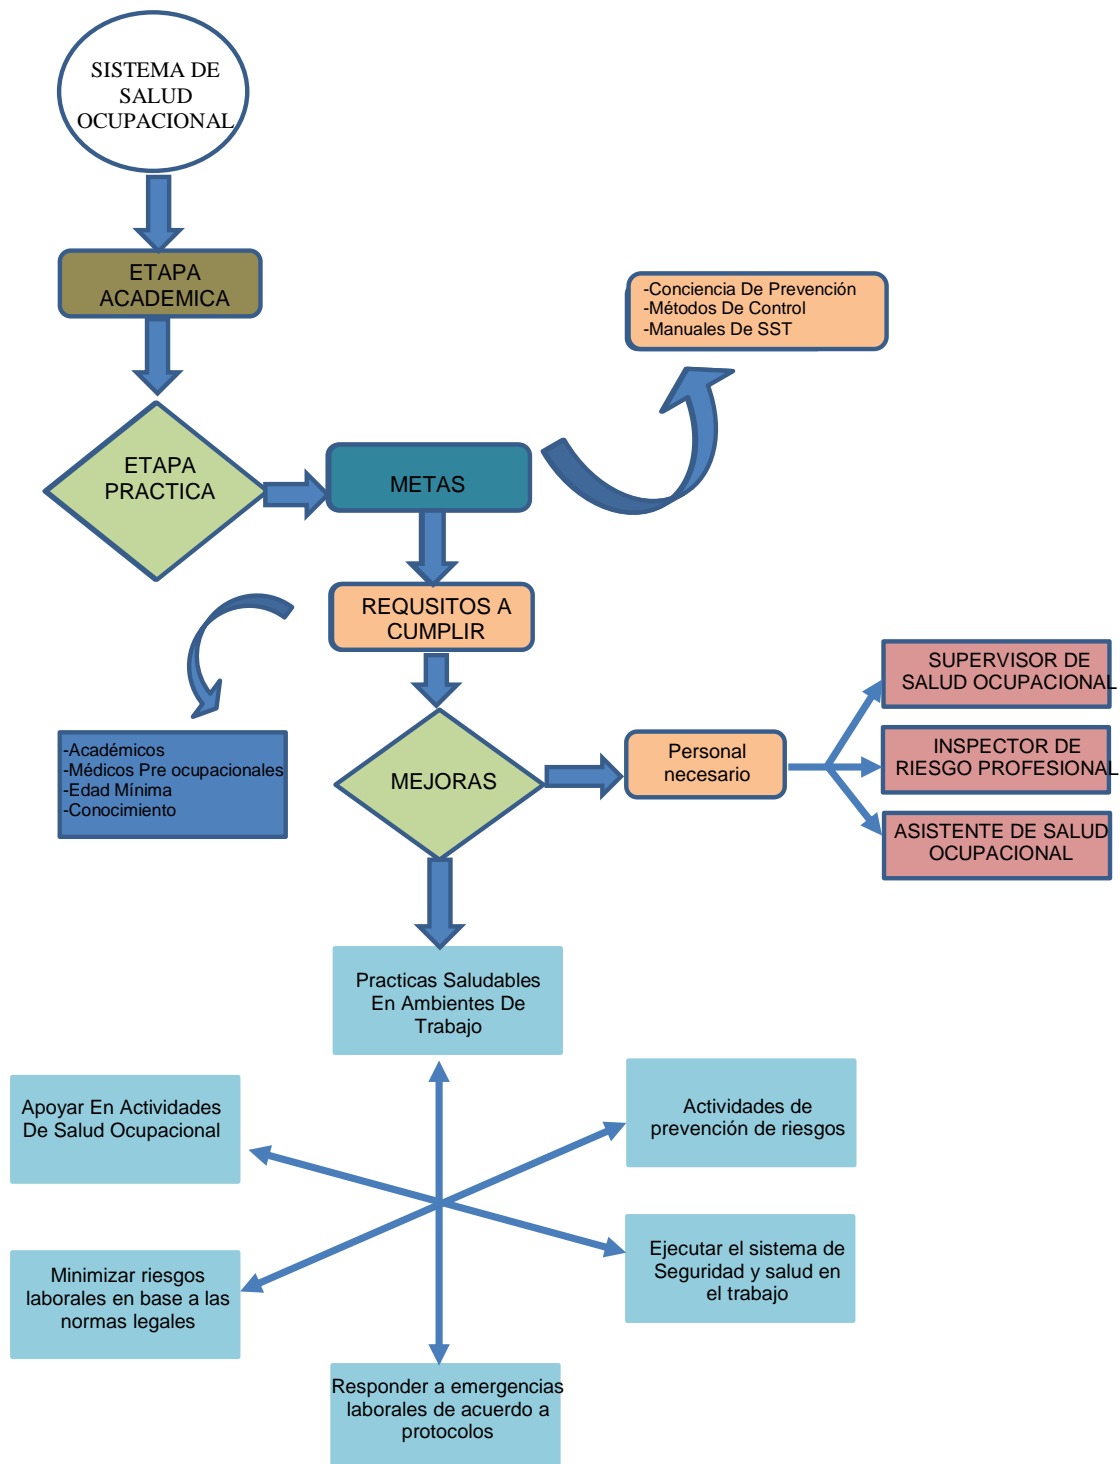 SISTEMA DE
SALUD
OCUPACIONAL
ETAPA
ACADEMICA
-Conciencia De Prevención
-Métodos De Control
-Manuales De SST
ETAPA
PRACTICA
METAS
REQUSITOS A
CUMPLIR
-Académicos
-Médicos Pre ocupacionales
-Edad Mínima
-Conocimiento
MEJORAS
Personal
necesario
SUPERVISOR DE
SALUD OCUPACIONAL
INSPECTOR DE
RIESGO PROFESIONAL
ASISTENTE DE SALUD
OCUPACIONAL
Practicas Saludables
En Ambientes De
Trabajo
Apoyar En Actividades
De Salud Ocupacional
Actividades de
prevención de riesgos
Minimizar riesgos
laborales en base a las
normas legales
Ejecutar el sistema de
Seguridad y salud en
el trabajo
Responder a emergencias
laborales de acuerdo a
protocolos